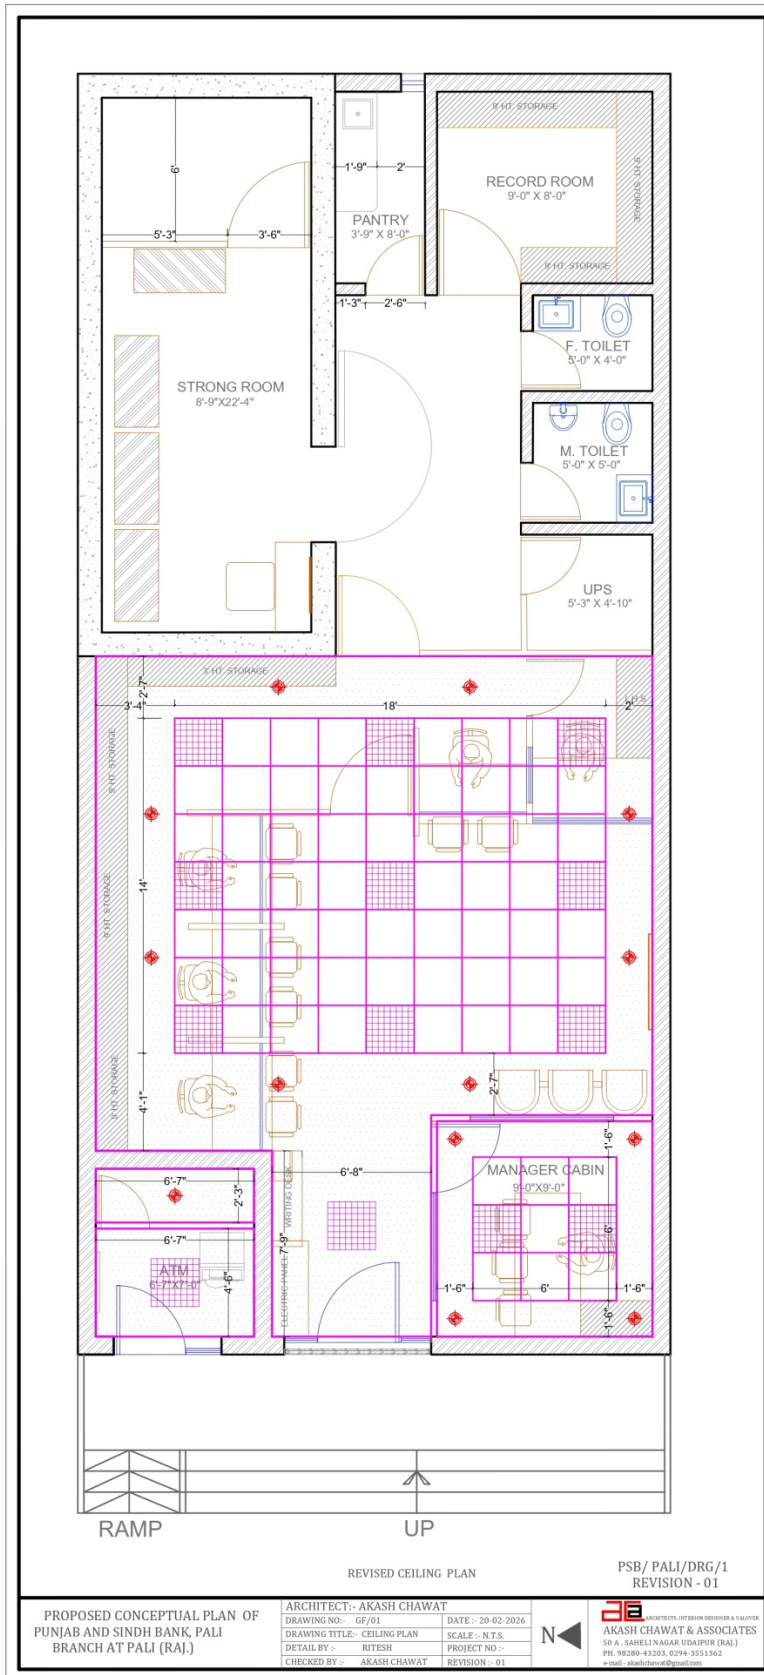 9' HT. STORAGE
9' HT. STORAGE
6'
1'-9" 2'
RECORD ROOM
9'-0" X 8'-0"
PANTRY
3'-9" X 8'-0"
5'-3" 3'-6"
9' HT. STORAGE
1'-3" 2'-6"
F. TOILET
5'-0" X 4'-0"
STRONG ROOM
8'-9"X22'-4"
M. TOILET
5'-0" X 5'-0"
UPS
5'-3" X 4'-10"
3' HT. STORAGE
2'-7"
L.H.S
3'-4" 18' 2'
9' HT. STORAGE
14'
9' HT. STORAGE
9' HT. STORAGE
4'-1"
2'-7"
1'-6"
6'-7"
2'-3"
6'-8"
MANAGER CABIN
9'-0"X9'-0"
WRITING DESK
6'-7"
6'
7'-9"
ATM
6'-7"X7'-0"
4'-6"
ELECTRIC PANEL
1'-6" 6' 1'-6"
1'-6"
RAMP
UP
REVISED CEILING PLAN
PSB/ PALI/DRG/1
REVISION - 01
PROPOSED CONCEPTUAL PLAN OF
PUNJAB AND SINDH BANK, PALI
BRANCH AT PALI (RAJ.)
ARCHITECT:- AKASH CHAWAT
DRAWING NO:- GF/01 DATE :- 20-02-2026
DRAWING TITLE:- CEILING PLAN SCALE :- N.T.S.
DETAIL BY :- RITESH PROJECT NO :-
CHECKED BY :- AKASH CHAWAT REVISION :- 01
N
aca ARCHITECTS, INTERIOR DESIGNER & VALUVER
AKASH CHAWAT & ASSOCIATES
50 A , SAHELI NAGAR UDAIPUR (RAJ.)
PH. 98280-43203, 0294-3551362
e-mail - akashchawat@gmail.com